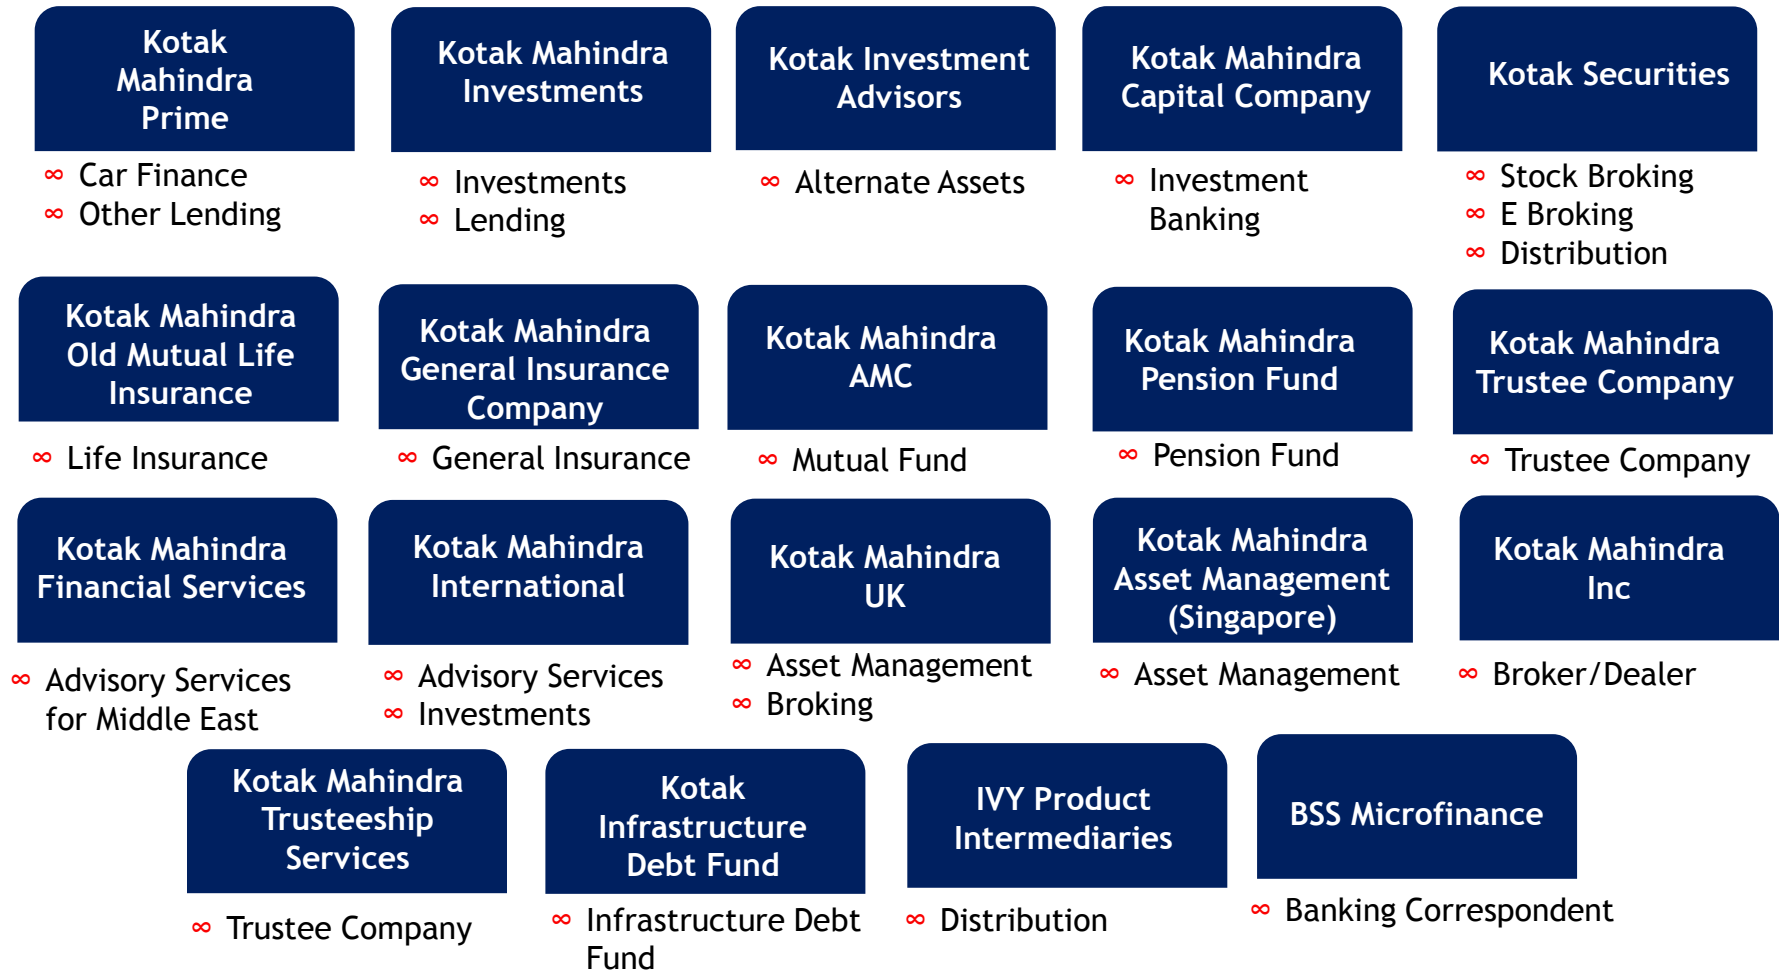 Kotak
Mahindra
Prime
∞ Car Finance
∞ Other Lending
Kotak Mahindra
Investments
∞ Investments
∞ Lending
Kotak Investment
Advisors
∞ Alternate Assets
Kotak Mahindra
Capital Company
∞ Investment
Banking
Kotak Securities
∞ Stock Broking
∞ E Broking
∞ Distribution
Kotak Mahindra
Old Mutual Life
Insurance
∞ Life Insurance
Kotak Mahindra
General Insurance
Company
∞ General Insurance
Kotak Mahindra
AMC
∞ Mutual Fund
Kotak Mahindra
Pension Fund
∞ Pension Fund
Kotak Mahindra
Trustee Company
∞ Trustee Company
Kotak Mahindra
Financial Services
∞ Advisory Services
for Middle East
Kotak Mahindra
International
∞ Advisory Services
∞ Investments
Kotak Mahindra
UK
∞ Asset Management
∞ Broking
Kotak Mahindra
Asset Management
(Singapore)
∞ Asset Management
Kotak Mahindra
Inc
∞ Broker/Dealer
Kotak Mahindra
Trusteeship
Services
∞ Trustee Company
Kotak
Infrastructure
Debt Fund
∞ Infrastructure Debt
Fund
IVY Product
Intermediaries
∞ Distribution
BSS Microfinance
∞ Banking Correspondent